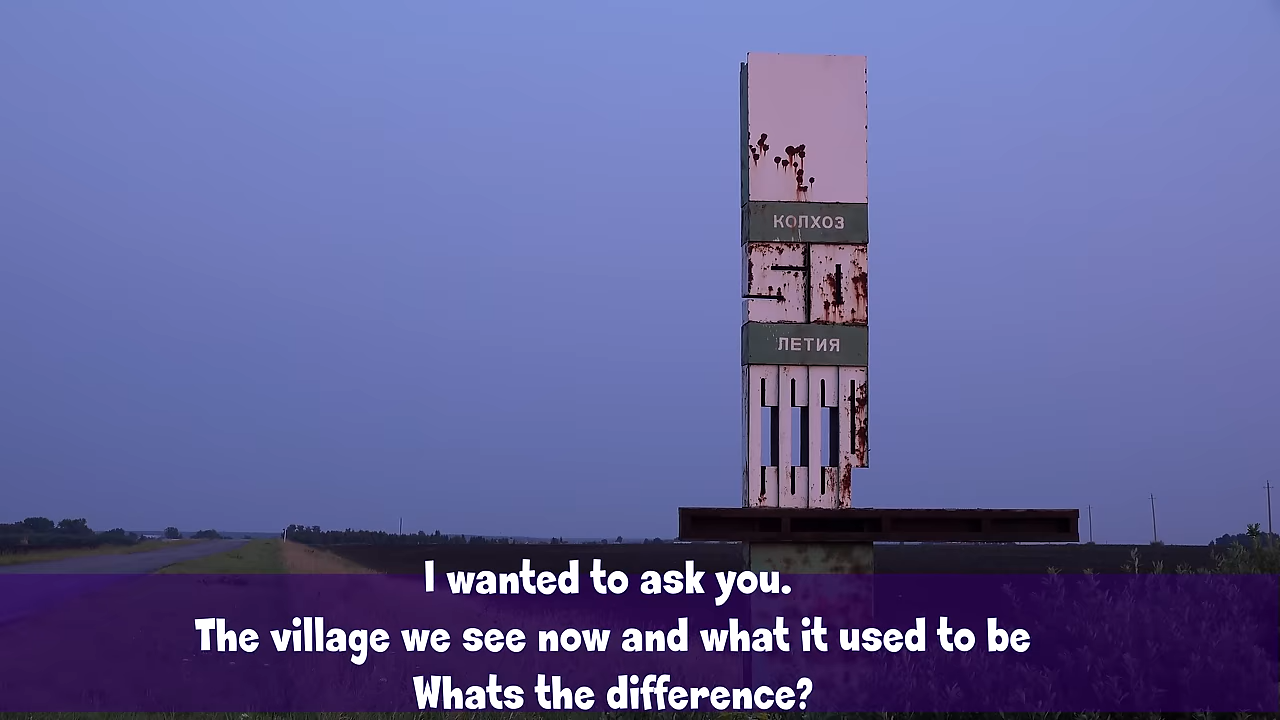 КОЛХОЗ
50
ЛЕТИЯ
I wanted to ask you.
The village we see now and what it used to be
Whats the difference?